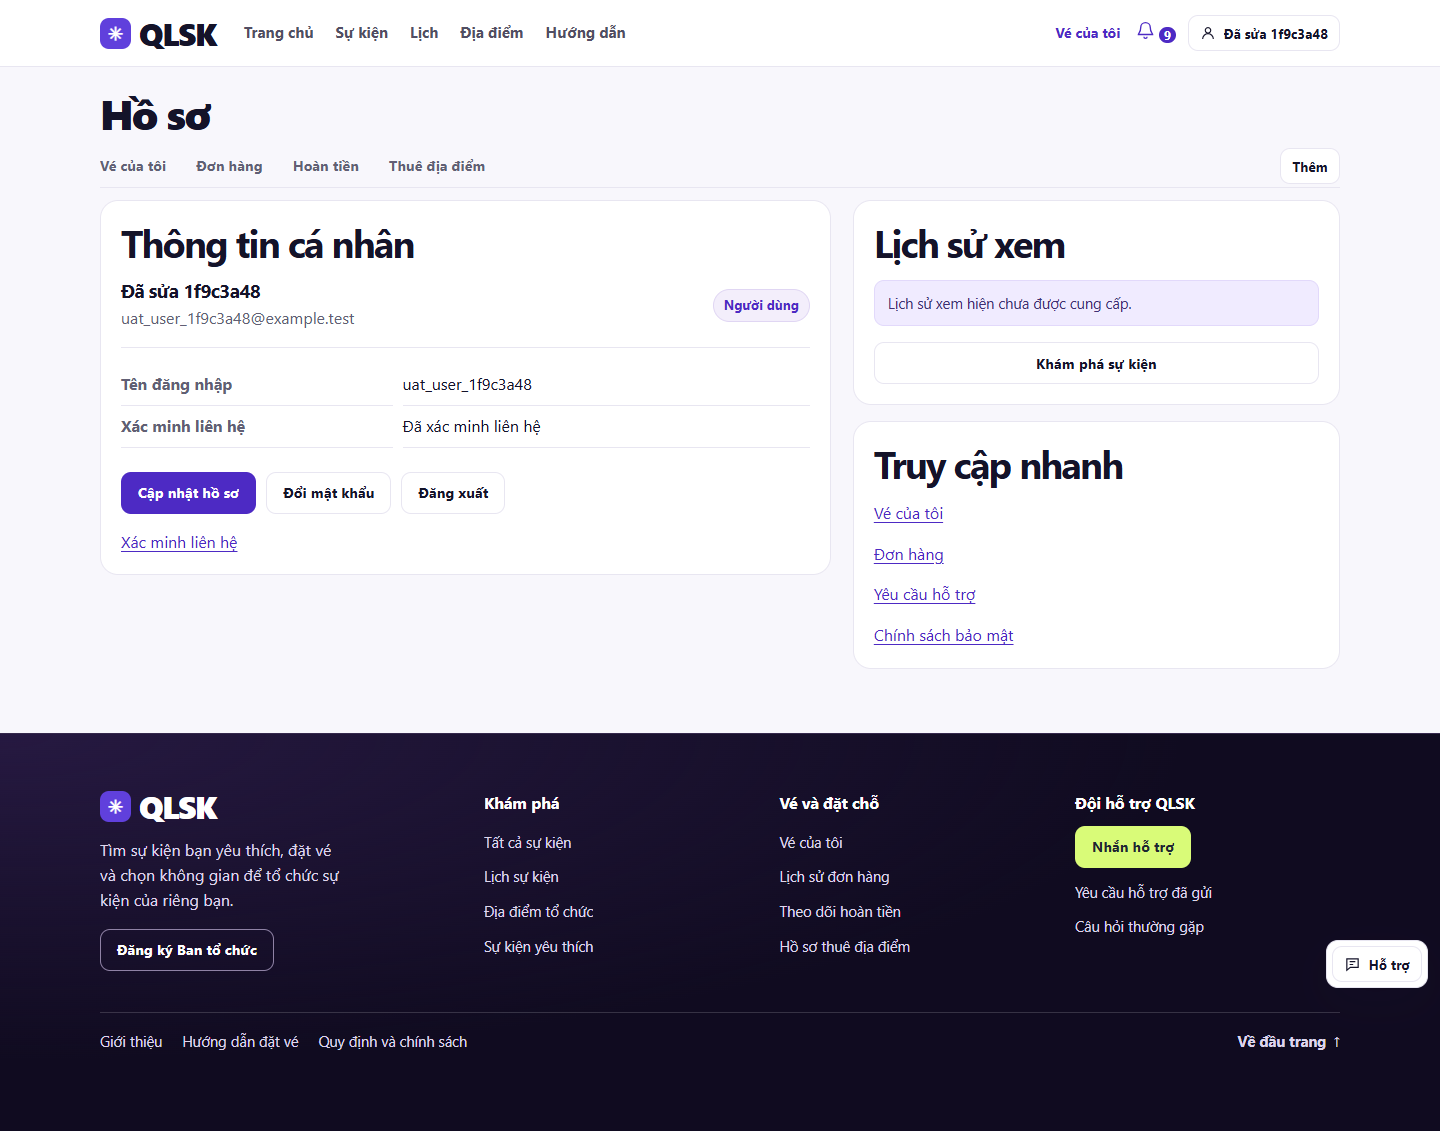 QLSK
Trang chủ
Sự kiện
Lịch
Địa điểm
Hướng dẫn
Vé của tôi
9
Đã sửa 1f9c3a48
Hồ sơ
Vé của tôi
Đơn hàng
Hoàn tiền
Thuê địa điểm
Thêm
Thông tin cá nhân
Đã sửa 1f9c3a48
uat_user_1f9c3a48@example.test
Người dùng
Tên đăng nhập
uat_user_1f9c3a48
Xác minh liên hệ
Đã xác minh liên hệ
Cập nhật hồ sơ
Đổi mật khẩu
Đăng xuất
Xác minh liên hệ
Lịch sử xem
Lịch sử xem hiện chưa được cung cấp.
Khám phá sự kiện
Truy cập nhanh
Vé của tôi
Đơn hàng
Yêu cầu hỗ trợ
Chính sách bảo mật
QLSK
Tìm sự kiện bạn yêu thích, đặt vé
và chọn không gian để tổ chức sự
kiện của riêng bạn.
Đăng ký Ban tổ chức
Khám phá
Tất cả sự kiện
Lịch sự kiện
Địa điểm tổ chức
Sự kiện yêu thích
Vé và đặt chỗ
Vé của tôi
Lịch sử đơn hàng
Theo dõi hoàn tiền
Hồ sơ thuê địa điểm
Đội hỗ trợ QLSK
Nhắn hỗ trợ
Yêu cầu hỗ trợ đã gửi
Câu hỏi thường gặp
Hỗ trợ
Giới thiệu
Hướng dẫn đặt vé
Quy định và chính sách
Về đầu trang ↑